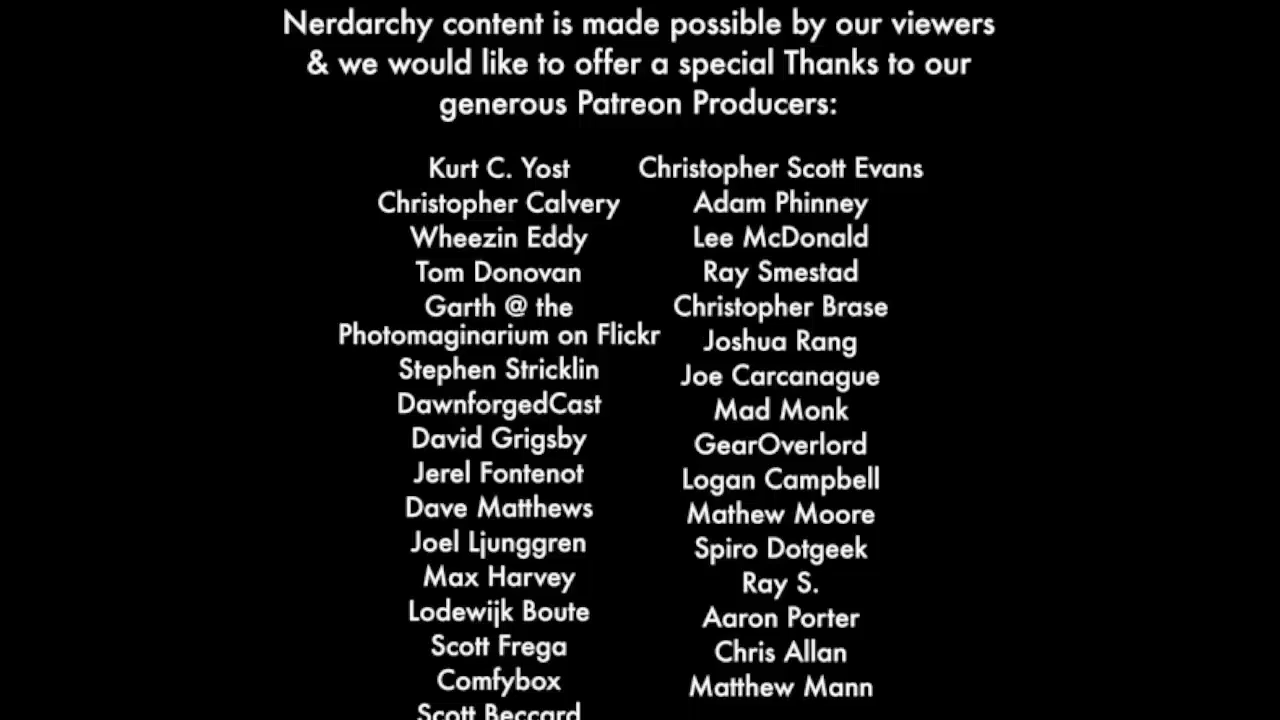 Nerdarchy content is made possible by our viewers
& we would like to offer a special Thanks to our
generous Patreon Producers:
Kurt C. Yost
Christopher Calvery
Wheezin Eddy
Tom Donovan
Garth @ the
Photomaginarium on Flickr
Stephen Stricklin
DawnforgedCast
David Grigsby
Jerel Fontenot
Dave Matthews
Joel Ljunggren
Max Harvey
Lodewijk Boute
Scott Frega
Comfybox
Scott Beccard
Christopher Scott Evans
Adam Phinney
Lee McDonald
Ray Smestad
Christopher Brase
Joshua Rang
Joe Carcanague
Mad Monk
GearOverlord
Logan Campbell
Mathew Moore
Spiro Dotgeek
Ray S.
Aaron Porter
Chris Allan
Matthew Mann